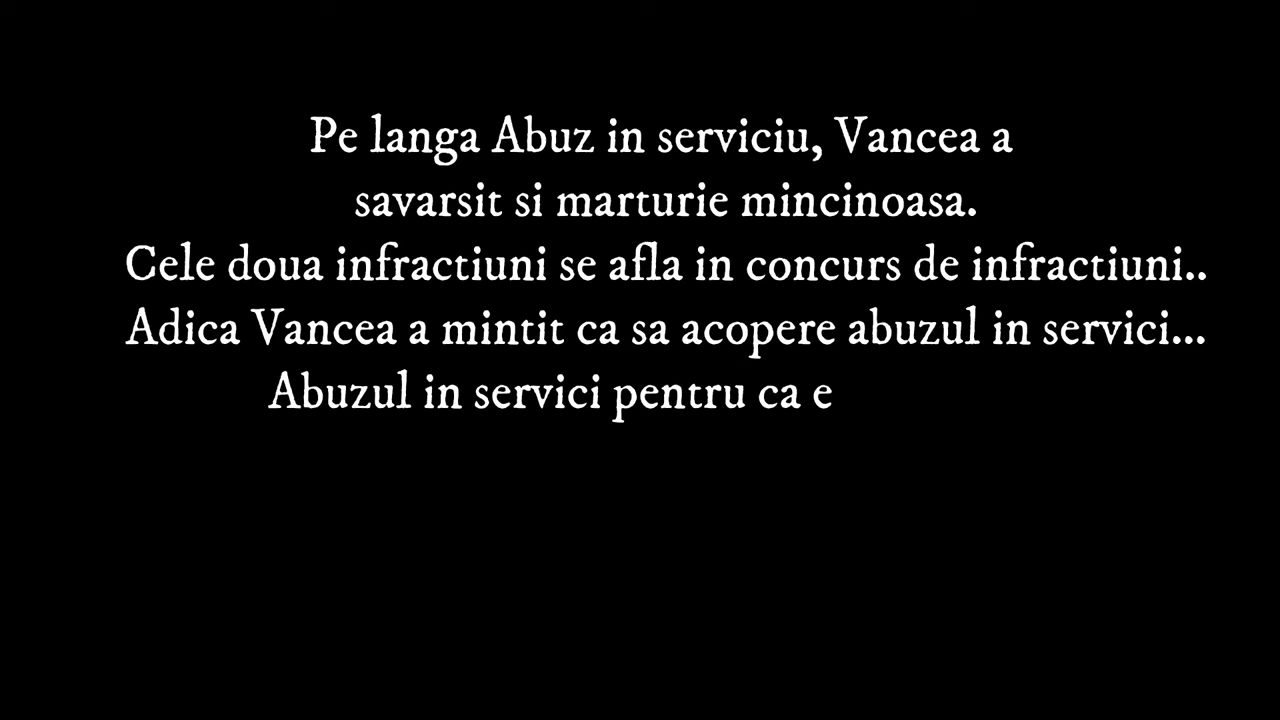 Pe langa Abuz in serviciu, Vancea a
savarsit si marturie mincinoasa.
Cele doua infractiuni se afla in concurs de infractiuni..
Adica Vancea a mintit ca sa acopere abuzul in servici...
Abuzul in servici pentru ca e